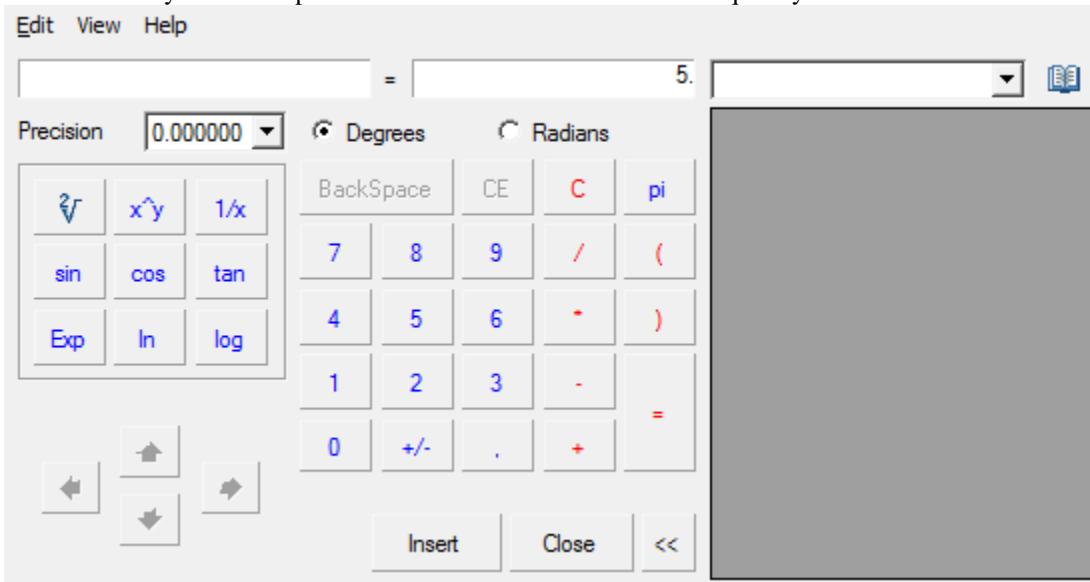 Edit View Help
= 5.
Precision 0.000000 Degrees Radians
BackSpace CE C pi
2√ x^y 1/x
7 8 9 / (
sin cos tan
4 5 6 * )
Exp ln log
1 2 3 -
=
0 +/- , +
Insert Close <<